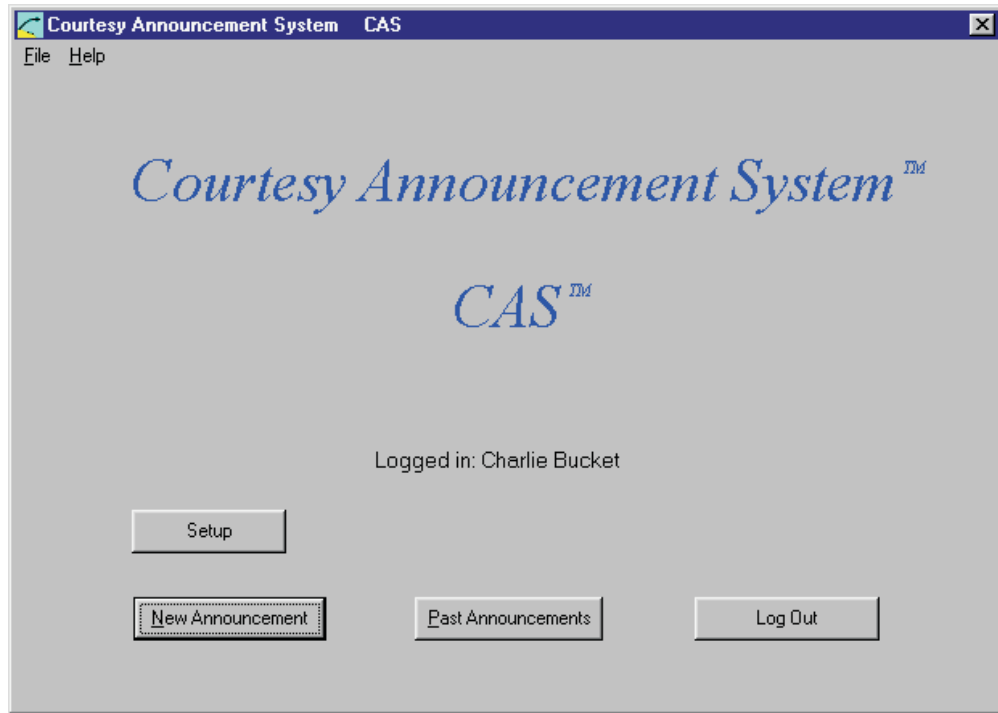 Courtesy Announcement System CAS
File Help
Courtesy Announcement System™
CAS™
Logged in: Charlie Bucket
Setup
New Announcement Past Announcements Log Out